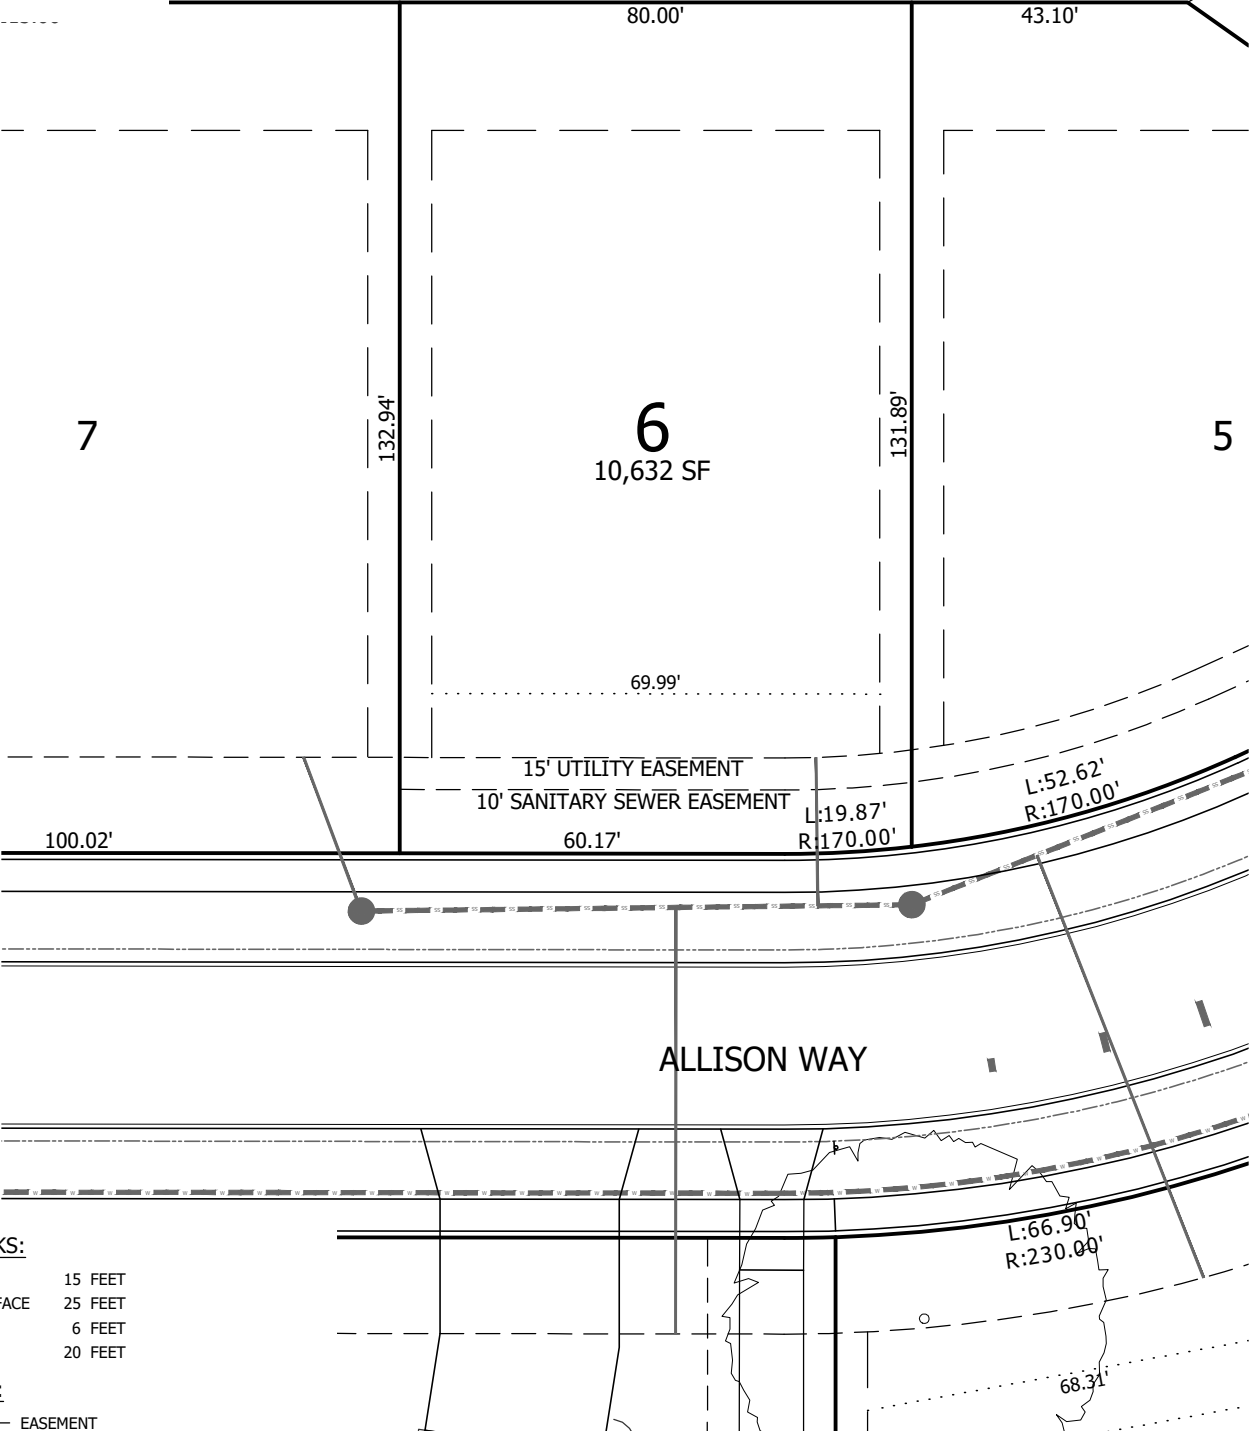 80.00'
43.10'
132.94'
131.89'
7
6
5
10,632 SF
69.99'
15' UTILITY EASEMENT
10' SANITARY SEWER EASEMENT
L:52.62'
R:170.00'
L:19.87'
R:170.00'
100.02'
60.17'
ALLISON WAY
L:66.90'
R:230.00'
KS:
15 FEET
FACE 25 FEET
6 FEET
20 FEET
68.31'
EASEMENT